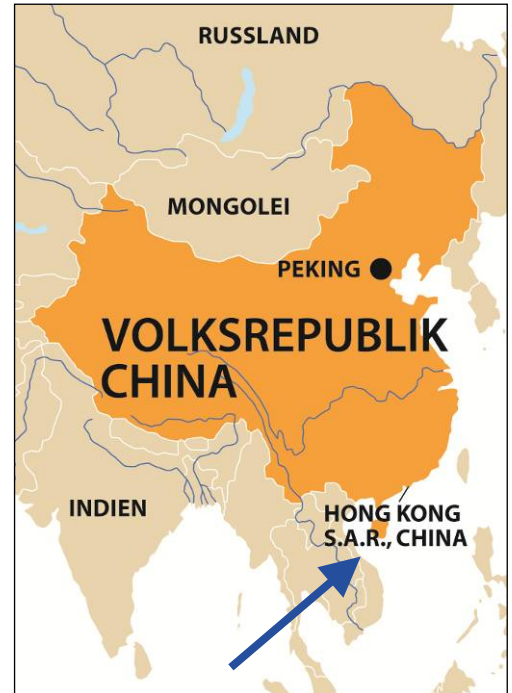 RUSSLAND
MONGOLEI
PEKING
VOLKSREPUBLIK
CHINA
INDIEN
HONG KONG
S.A.R., CHINA